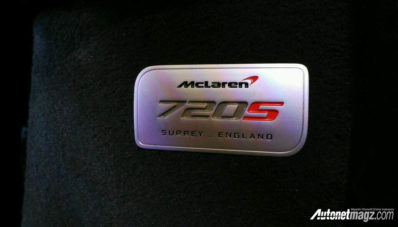 McLaren
720S
SURREY . ENGLAND
Autonetmagz.com